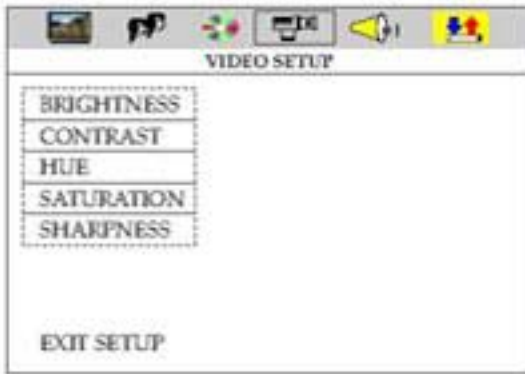 VIDEO SETUP
BRIGHTNESS
CONTRAST
HUE
SATURATION
SHARPNESS
EXIT SETUP